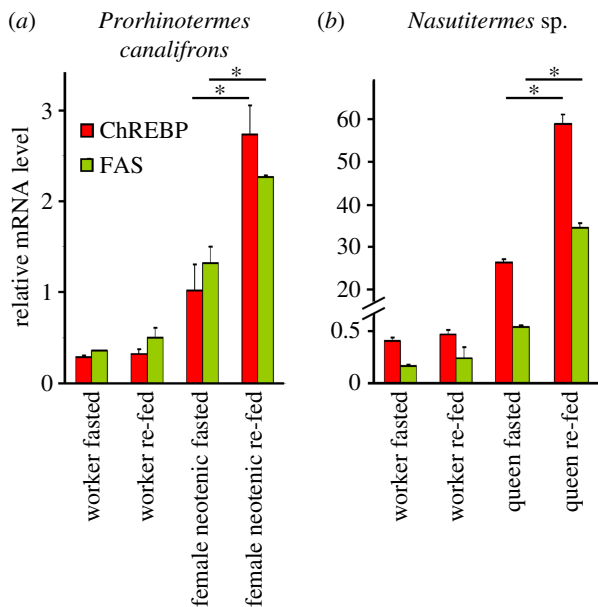 (a) Prorhinotermes
canalifrons
(b) Nasutitermes sp.
relative mRNA level
3
2
1
0
ChREBP
FAS
*
*
worker fasted
worker re-fed
female neotenic fasted
female neotenic re-fed
60
50
40
30
20
0.5
0
*
*
worker fasted
worker re-fed
queen fasted
queen re-fed